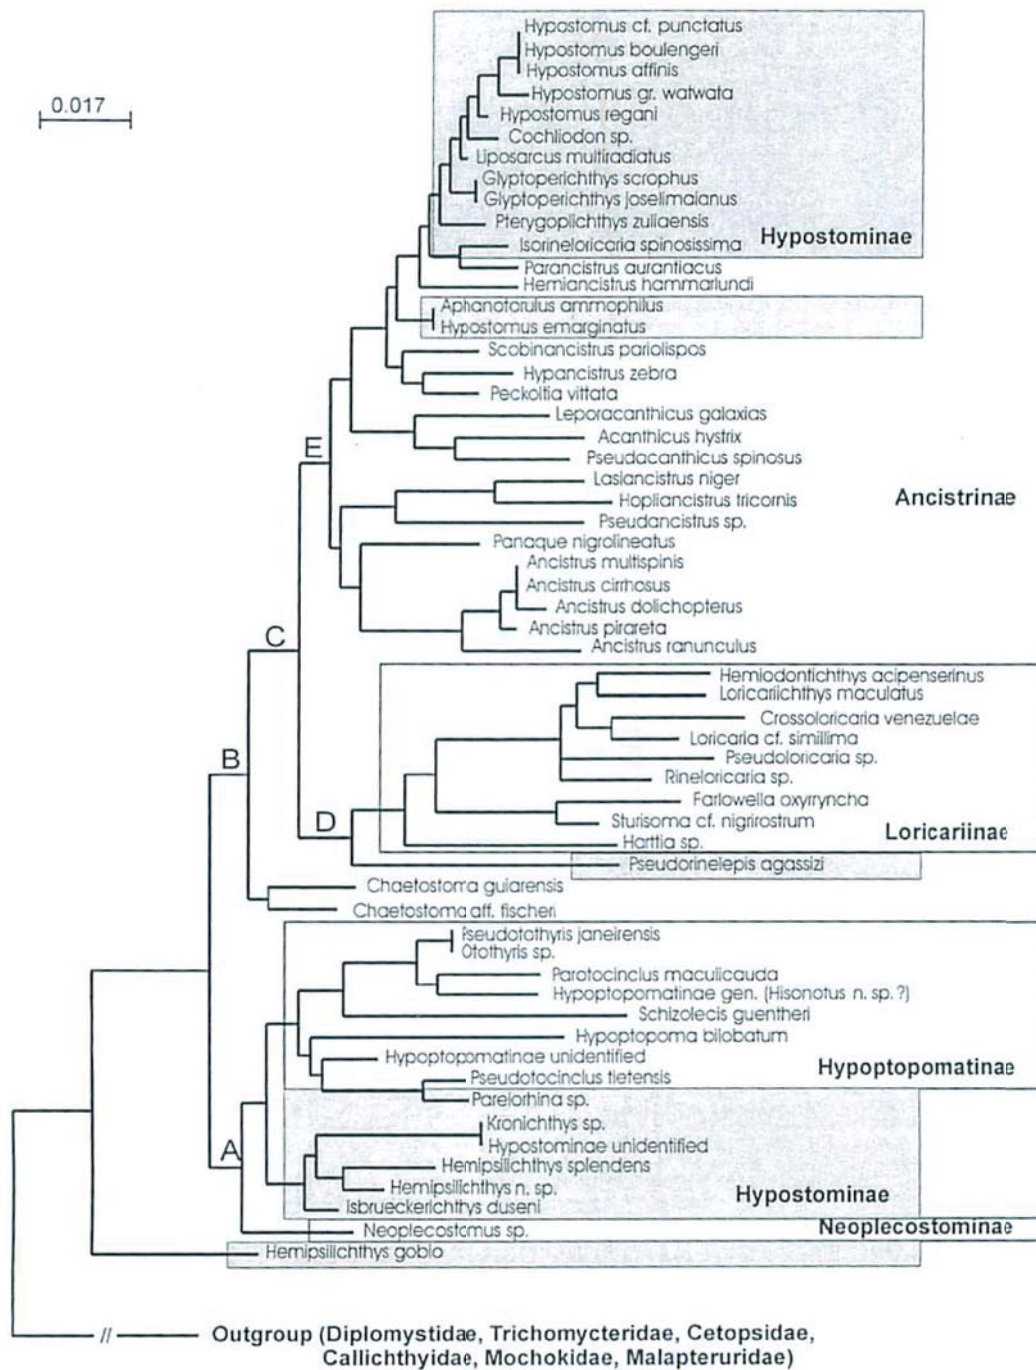 Hypostomus cf. punctatus
Hypostomus boulengeri
Hypostomus affinis
0.017
Hypostomus gr. watwata
Hypostomus regani
Cochliodon sp.
Liposarcus multiradiatus
Glyptoperichthys scrophus
Glyptoperichthys joselimaianus
Pterygoplichthys zuliaensis
Hypostominae
Isorineloricaria spinosissima
Parancistrus aurantiacus
Hemiancistrus hammarlundi
Aphanotorulus ammophilus
Hypostomus emarginatus
Scobinancistrus pariolispos
Hypancistrus zebra
Peckoltia vittata
Leporacanthicus galaxias
Acanthicus hystrix
E
Pseudacanthicus spinosus
Lasiancistrus niger
Ancistrinae
Hopliancistrus tricornis
Pseudancistrus sp.
Panaque nigrolineatus
Ancistrus multispinis
Ancistrus cirrhosus
Ancistrus dolichopterus
Ancistrus pirareta
C
Ancistrus ranunculus
Hemiodontichthys acipenserinus
Loricariichthys maculatus
Crossoloricaria venezuelae
Loricaria cf. simillima
B
Pseudoloricaria sp.
Rineloricaria sp.
Farlowella oxyrryncha
D
Sturisoma cf. nigrirostrum
Loricariinae
Harttia sp.
Pseudorinelepis agassizi
Chaetostoma guiarensis
Chaetostoma aff. fischeri
Pseudotothyris janeirensis
Otothyris sp.
Parotocinclus maculicauda
Hypoptopomatinae gen. (Hisonotus n. sp.?)
Schizolecis guentheri
Hypoptopoma bilobatum
Hypoptopomatinae unidentified
Hypoptopomatinae
Pseudotocinclus tietensis
Pareiorhina sp.
Kronichthys sp.
A
Hypostominae unidentified
Hemipsilichthys splendens
Hemipsilichthys n. sp.
Hypostominae
Isbrueckerichthys duseni
Neoplecostomus sp.
Neoplecostominae
Hemipsilichthys gobio
//
Outgroup (Diplomystidae, Trichomycteridae, Cetopsidae,
Callichthyidae, Mochokidae, Malapteruridae)